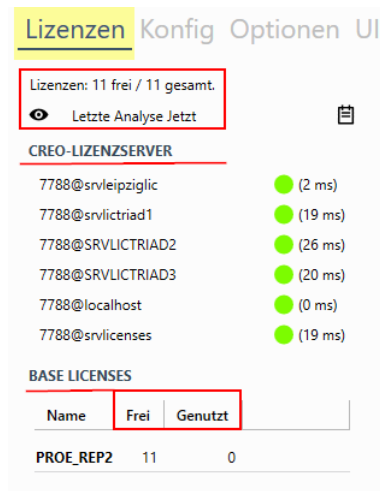 Lizenzen Konfig Optionen UI
Lizenzen: 11 frei / 11 gesamt.
Letzte Analyse Jetzt
CREO-LIZENZSERVER
7788@srvleipziglic (2 ms)
7788@srvlictriad1 (19 ms)
7788@SRVLICTRIAD2 (26 ms)
7788@SRVLICTRIAD3 (20 ms)
7788@localhost (0 ms)
7788@srvlicenses (19 ms)
BASE LICENSES
Name Frei Genutzt
PROE_REP2 11 0